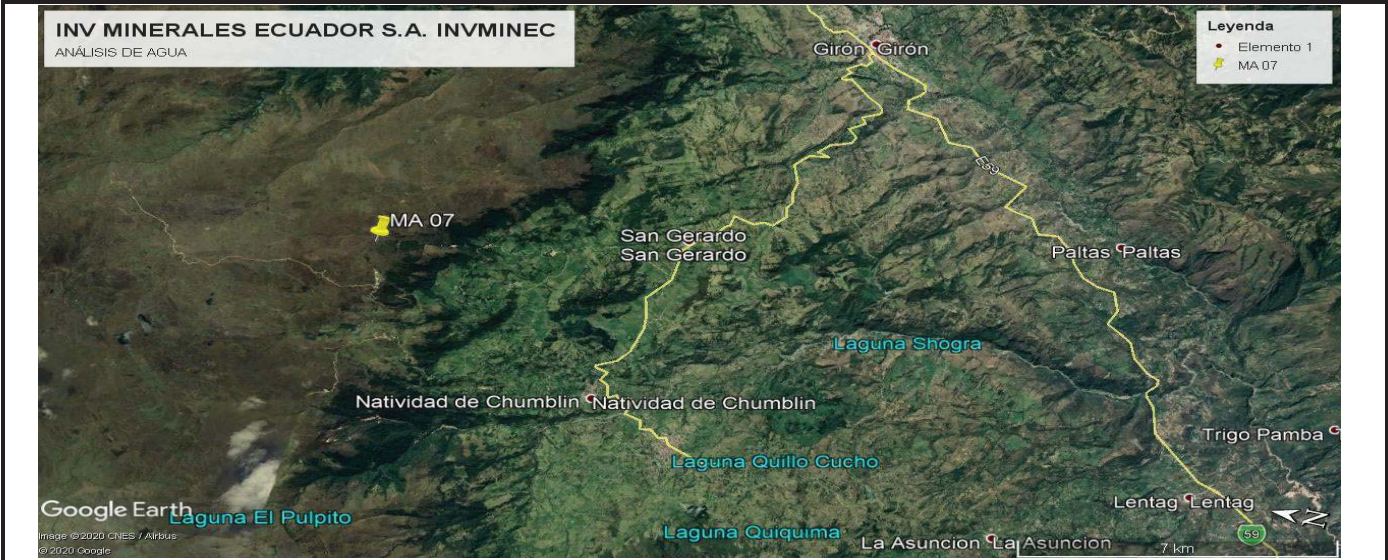 INV MINERALES ECUADOR S.A. INVMINEC
ANÁLISIS DE AGUA
Leyenda
Elemento 1
MA 07
Girón Girón
E59
MA 07
San Gerardo
San Gerardo
Paltas Paltas
Laguna Shogra
Natividad de Chumblin Natividad de Chumblin
Trigo Pamba
Laguna Quillo Cucho
Lentag Lentag
Google Earth
Laguna El Pulpito
Laguna Quiquima
La Asuncion La Asuncion
N
59
Image © 2020 CNES / Airbus
© 2020 Google
7 km